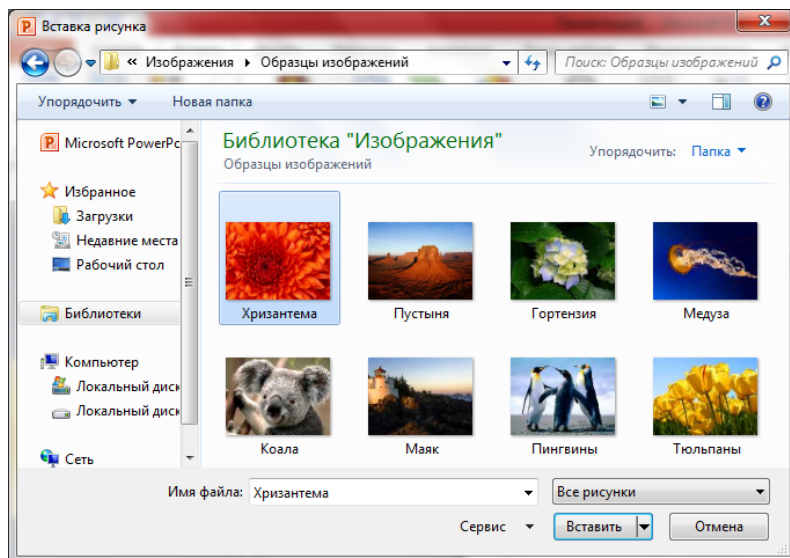 Вставка рисунка
« Изображения ▸ Образцы изображений
Поиск: Образцы изображений
Упорядочить ▼ Новая папка
Microsoft PowerPo
Избранное
Загрузки
Недавние места
Рабочий стол
Библиотеки
Компьютер
Локальный диск
Локальный диск
Сеть
Библиотека "Изображения"
Образцы изображений
Упорядочить: Папка ▼
Хризантема Пустыня Гортензия Медуза
Коала Маяк Пингвины Тюльпаны
Имя файла: Хризантема
Все рисунки
Сервис ▼ Вставить Отмена